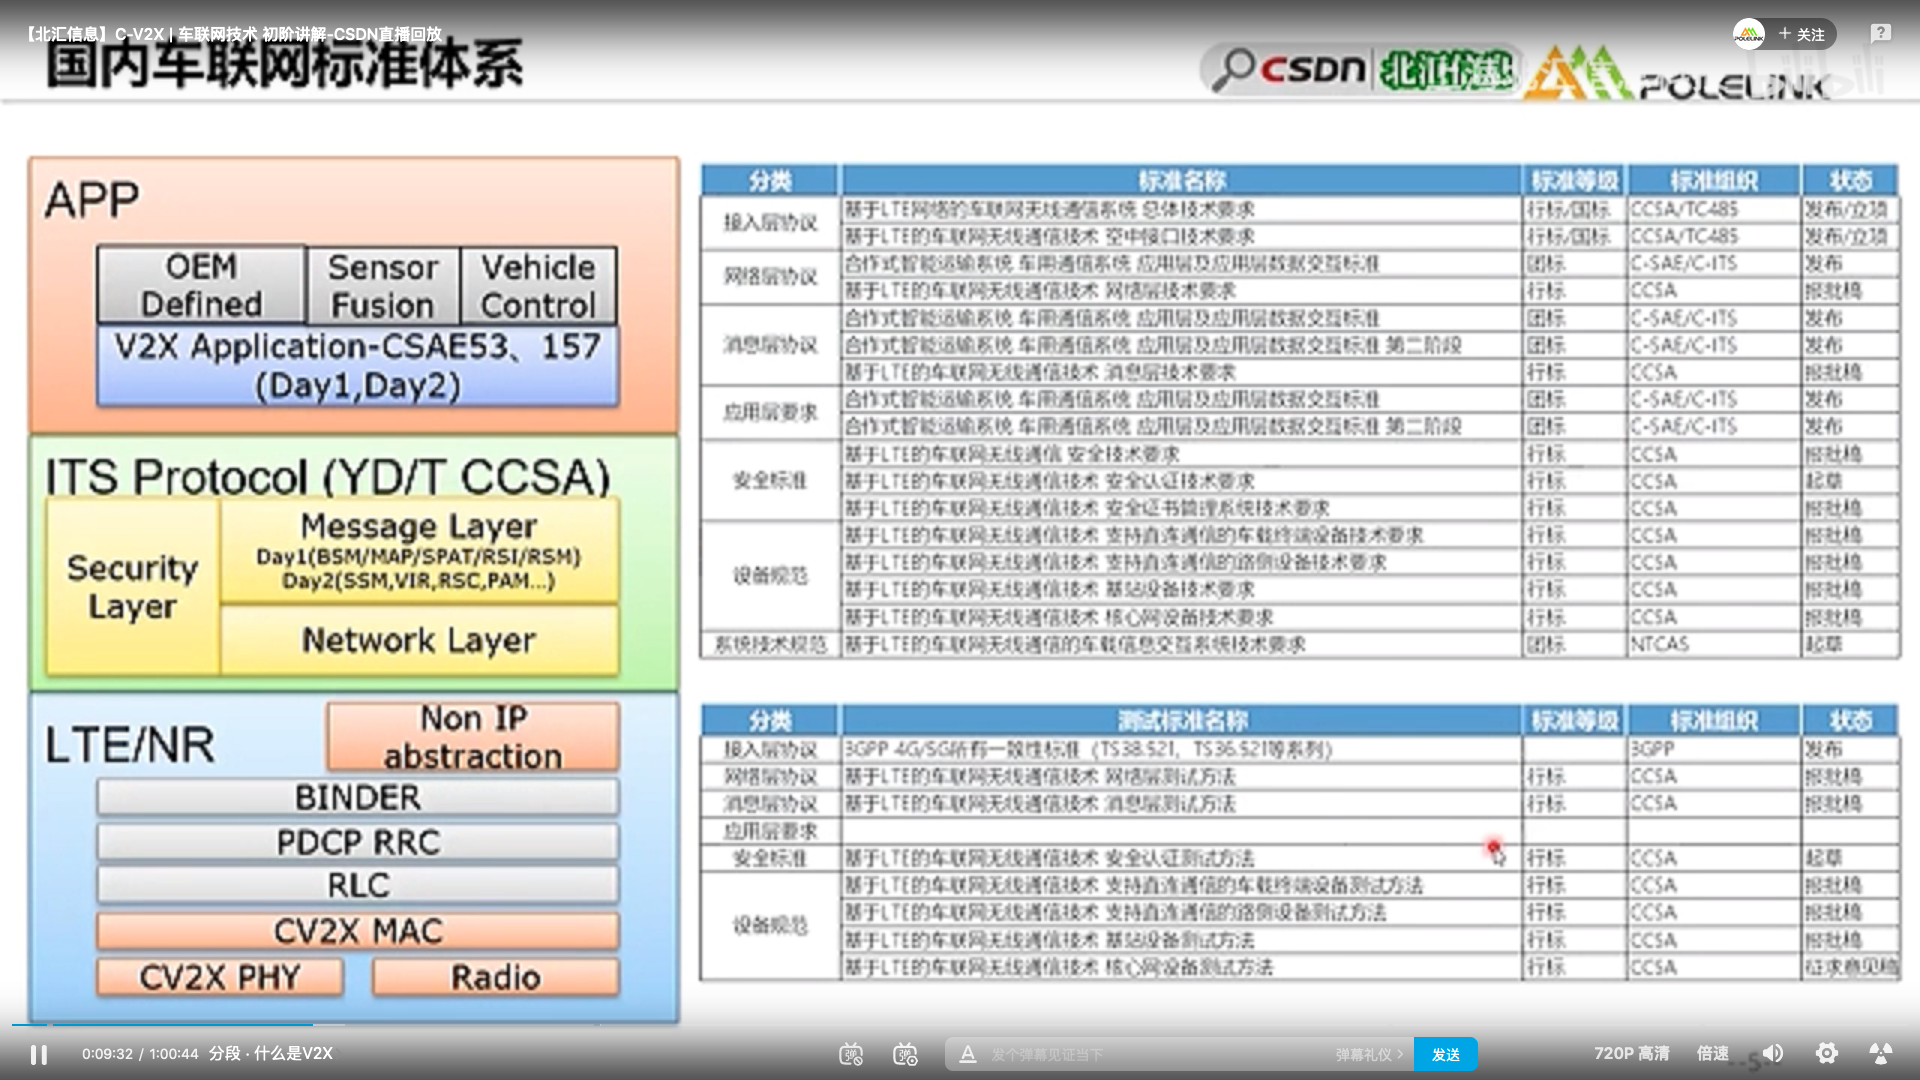 【北汇信息】C-V2X | 车联网技术 初阶讲解-CSDN直播回放
POLELINK
+ 关注
国内车联网标准体系
CSDN
北汇信息
POLELINK
APP
OEM Defined
Sensor Fusion
Vehicle Control
V2X Application-CSAE53、157
(Day1,Day2)
ITS Protocol (YD/T CCSA)
Security Layer
Message Layer
Day1(BSM/MAP/SPAT/RSI/RSM)
Day2(SSM,VIR,RSC,PAM...)
Network Layer
LTE/NR
Non IP abstraction
BINDER
PDCP RRC
RLC
CV2X MAC
CV2X PHY
Radio
分类 标准名称 标准等级 标准组织 状态
接入层协议 基于LTE网络的车联网无线通信系统 总体技术要求 行标/国标 CCSA/TC485 发布/立项
基于LTE的车联网无线通信技术 空中接口技术要求 行标/国标 CCSA/TC485 发布/立项
网络层协议 合作式智能运输系统 车用通信系统 应用层及应用层数据交互标准 团标 C-SAE/C-ITS 发布
基于LTE的车联网无线通信技术 网络层技术要求 行标 CCSA 报批稿
消息层协议 合作式智能运输系统 车用通信系统 应用层及应用层数据交互标准 团标 C-SAE/C-ITS 发布
合作式智能运输系统 车用通信系统 应用层及应用层数据交互标准 第二阶段 团标 C-SAE/C-ITS 发布
基于LTE的车联网无线通信技术 消息层技术要求 行标 CCSA 报批稿
应用层要求 合作式智能运输系统 车用通信系统 应用层及应用层数据交互标准 团标 C-SAE/C-ITS 发布
合作式智能运输系统 车用通信系统 应用层及应用层数据交互标准 第二阶段 团标 C-SAE/C-ITS 发布
安全标准 基于LTE的车联网无线通信 安全技术要求 行标 CCSA 报批稿
基于LTE的车联网无线通信技术 安全认证技术要求 行标 CCSA 起草
基于LTE的车联网无线通信技术 安全证书管理系统技术要求 行标 CCSA 报批稿
设备规范 基于LTE的车联网无线通信技术 支持直连通信的车载终端设备技术要求 行标 CCSA 报批稿
基于LTE的车联网无线通信技术 支持直连通信的路侧设备技术要求 行标 CCSA 报批稿
基于LTE的车联网无线通信技术 基站设备技术要求 行标 CCSA 报批稿
基于LTE的车联网无线通信技术 核心网设备技术要求 行标 CCSA 报批稿
系统技术规范 基于LTE的车联网无线通信的车载信息交互系统技术要求 团标 NTCAS 起草
分类 测试标准名称 标准等级 标准组织 状态
接入层协议 3GPP 4G/5G所有一致性标准（TS38.521，TS36.521等系列） 3GPP 发布
网络层协议 基于LTE的车联网无线通信技术 网络层测试方法 行标 CCSA 报批稿
消息层协议 基于LTE的车联网无线通信技术 消息层测试方法 行标 CCSA 报批稿
应用层要求
安全标准 基于LTE的车联网无线通信技术 安全认证测试方法 行标 CCSA 起草
设备规范 基于LTE的车联网无线通信技术 支持直连通信的车载终端设备测试方法 行标 CCSA 报批稿
基于LTE的车联网无线通信技术 支持直连通信的路侧设备测试方法 行标 CCSA 报批稿
基于LTE的车联网无线通信技术 基站设备测试方法 行标 CCSA 报批稿
基于LTE的车联网无线通信技术 核心网设备测试方法 行标 CCSA 征求意见稿
0:09:32 / 1:00:44 分段 · 什么是V2X
发个弹幕见证当下
弹幕礼仪 >
发送
720P 高清
倍速